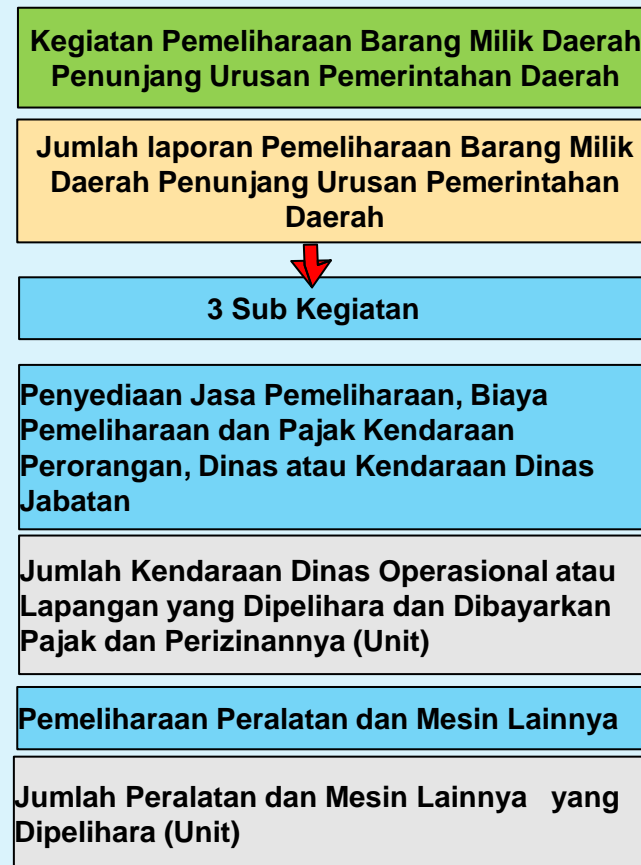 Kegiatan Pemeliharaan Barang Milik Daerah
Penunjang Urusan Pemerintahan Daerah
Jumlah laporan Pemeliharaan Barang Milik
Daerah Penunjang Urusan Pemerintahan
Daerah
3 Sub Kegiatan
Penyediaan Jasa Pemeliharaan, Biaya
Pemeliharaan dan Pajak Kendaraan
Perorangan, Dinas atau Kendaraan Dinas
Jabatan
Jumlah Kendaraan Dinas Operasional atau
Lapangan yang Dipelihara dan Dibayarkan
Pajak dan Perizinannya (Unit)
Pemeliharaan Peralatan dan Mesin Lainnya
Jumlah Peralatan dan Mesin Lainnya yang
Dipelihara (Unit)